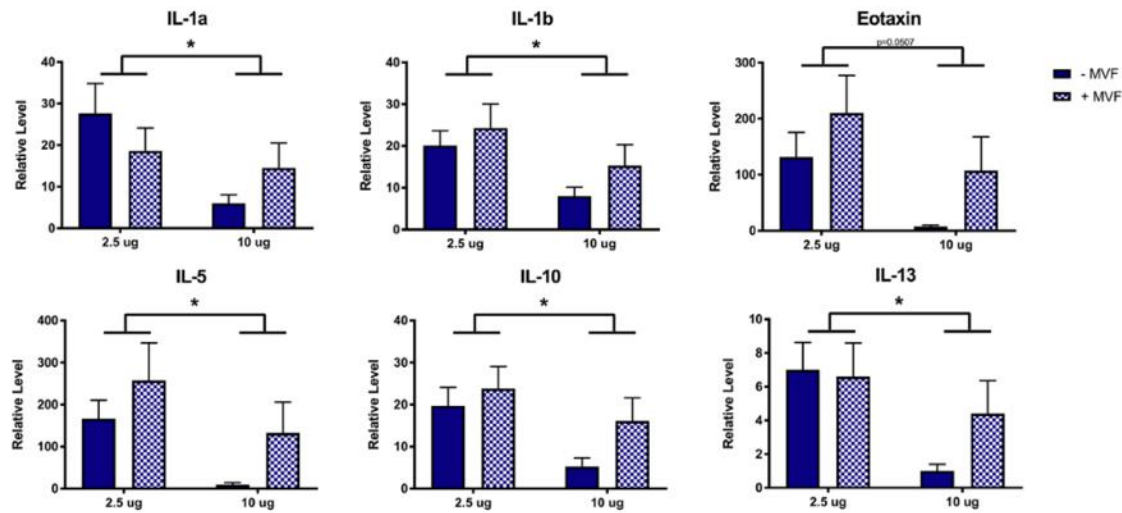 IL-1a
*
40
30
20
10
0
Relative Level
2.5 ug 10 ug
IL-1b
*
40
30
20
10
0
Relative Level
2.5 ug 10 ug
Eotaxin
p=0.0507
300
200
100
0
Relative Level
2.5 ug 10 ug
- MVF
+ MVF
IL-5
*
400
300
200
100
0
Relative Level
2.5 ug 10 ug
IL-10
*
40
30
20
10
0
Relative Level
2.5 ug 10 ug
IL-13
*
10
8
6
4
2
0
Relative Level
2.5 ug 10 ug